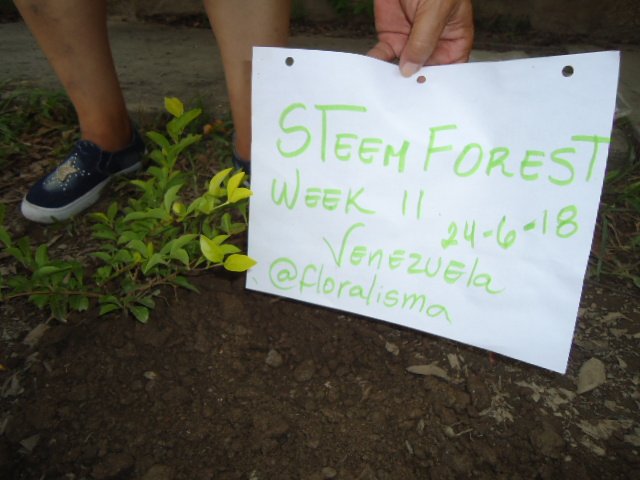 STEEM FOREST
WEEK 11
24-6-18
Venezuela
@floralisma